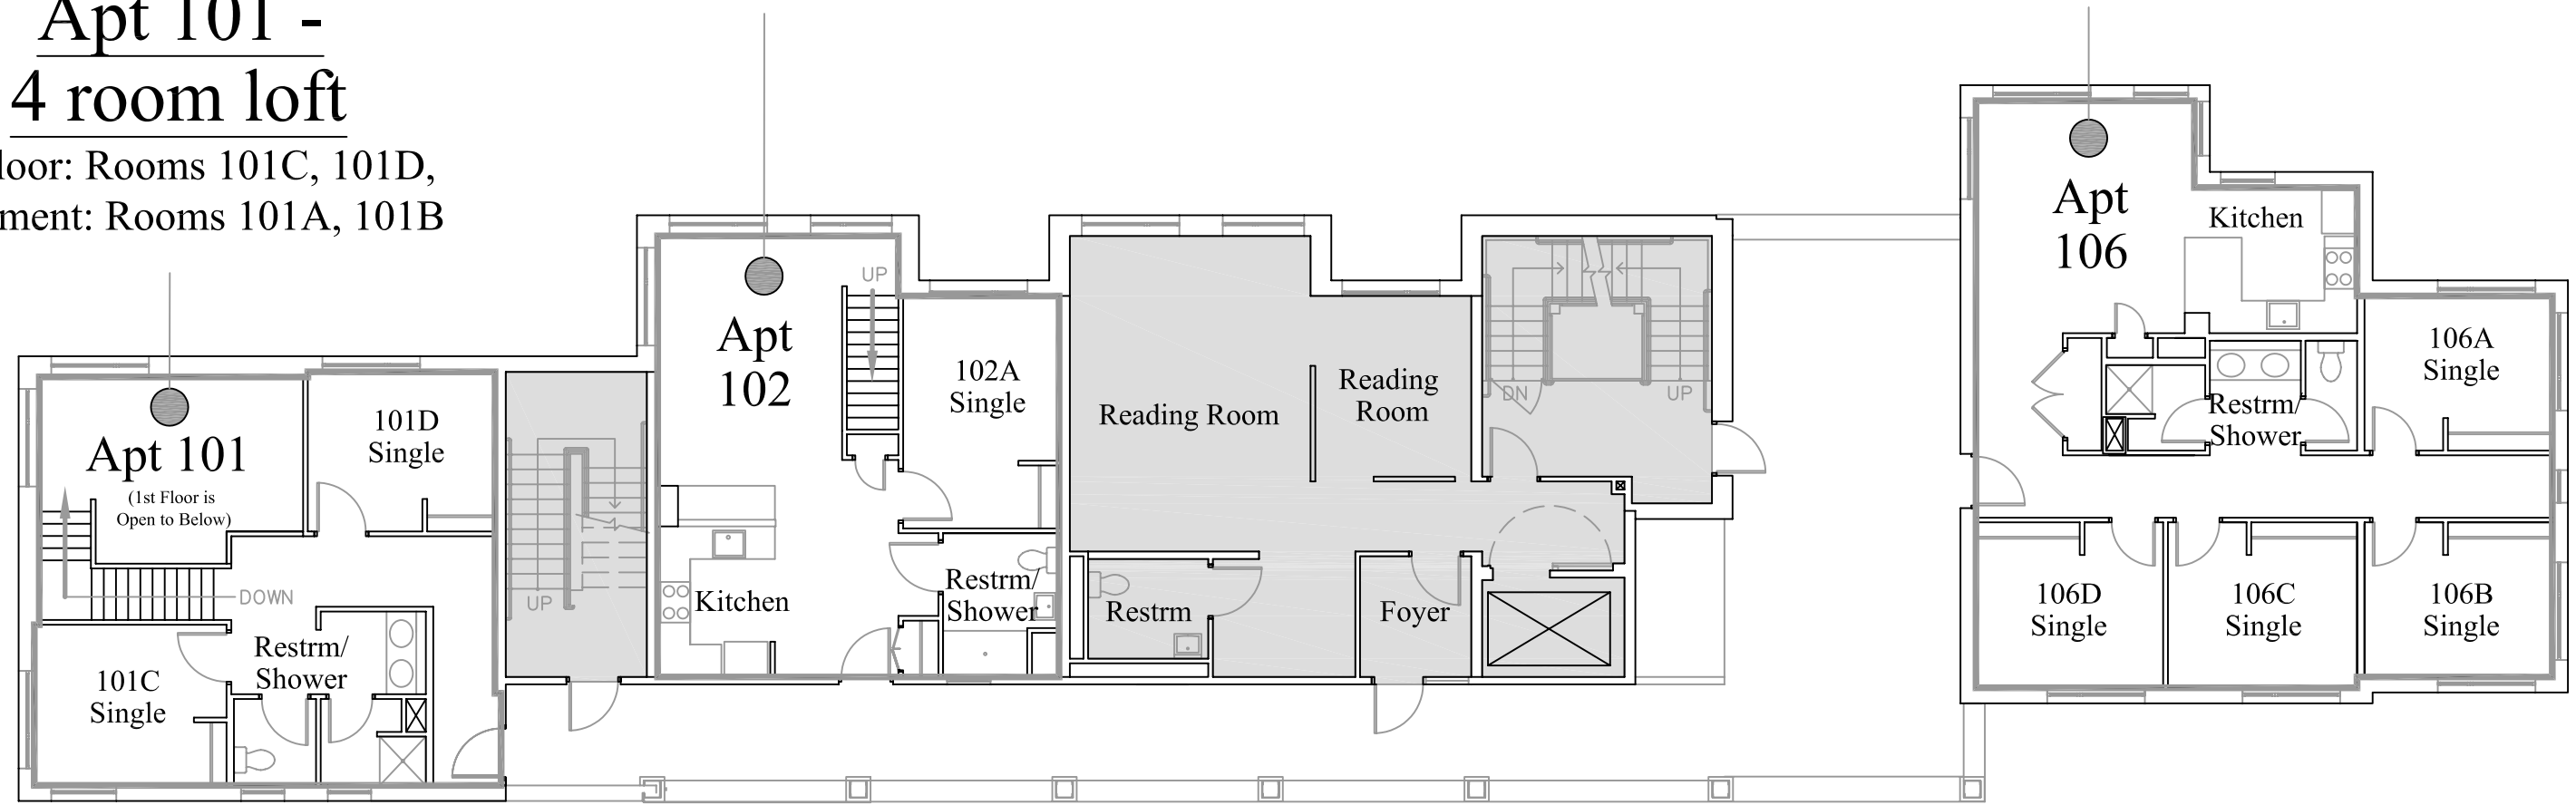 Apt 101 -
4 room loft
loor: Rooms 101C, 101D,
ment: Rooms 101A, 101B
Apt 101
(1st Floor is
Open to Below)
101D
Single
DOWN
101C
Single
Restrm/
Shower
UP
Apt
102
UP
102A
Single
Kitchen
Restrm/
Shower
Reading Room
Reading
Room
Restrm
Foyer
DN
UP
Apt
106
Kitchen
Restrm/
Shower
106A
Single
106D
Single
106C
Single
106B
Single